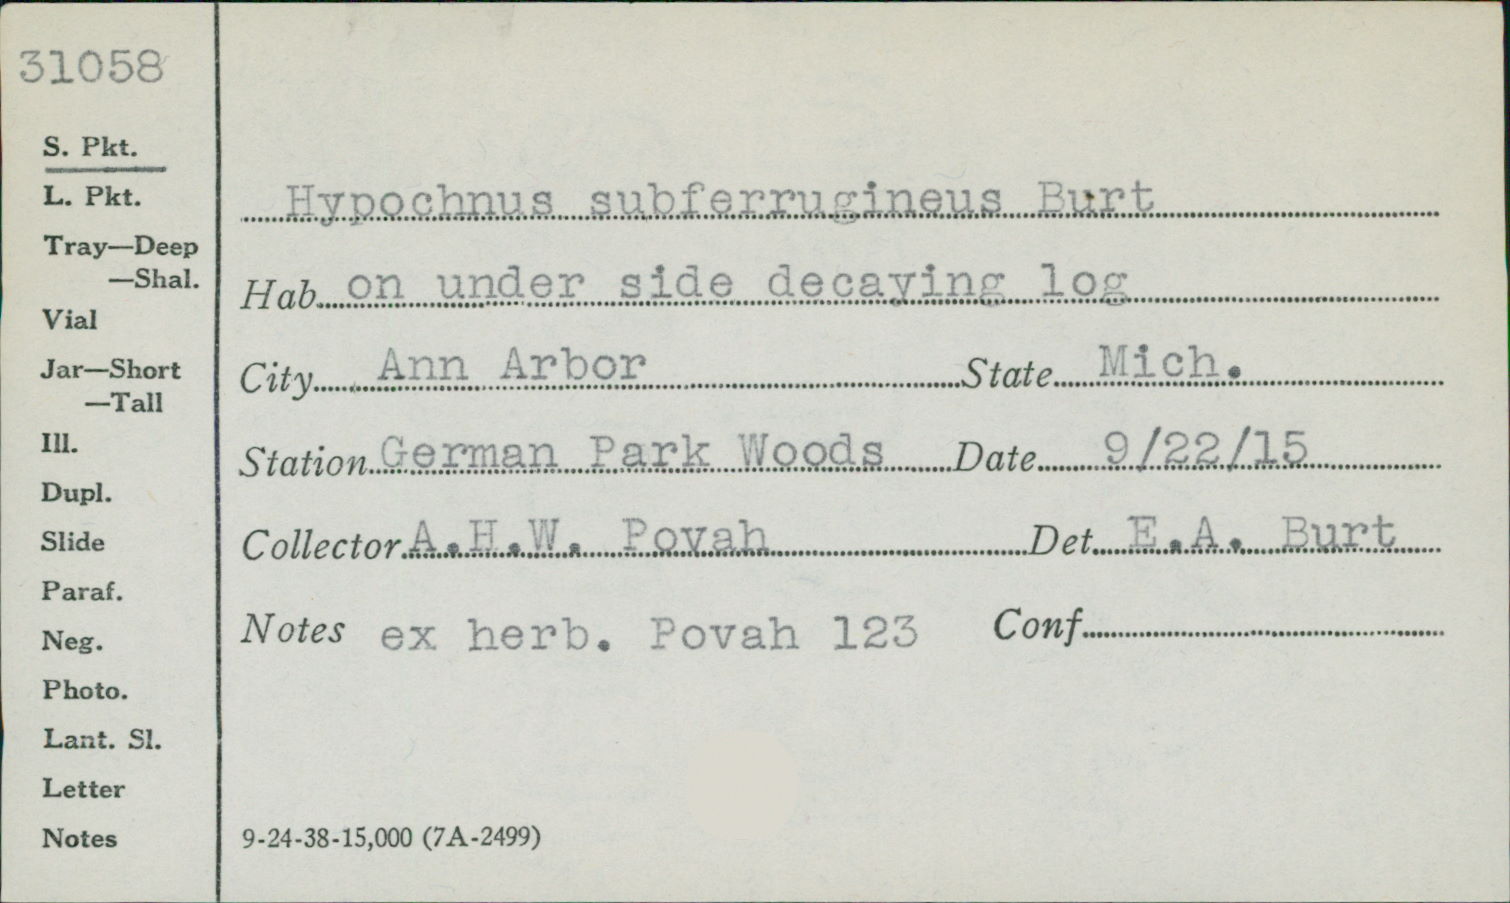 31058
S. Pkt.
L. Pkt.
Tray—Deep
—Shal.
Vial
Jar—Short
—Tall
Ill.
Dupl.
Slide
Paraf.
Neg.
Photo.
Lant. Sl.
Letter
Notes
Hypochnus subferrugineus Burt
Hab. on under side decaying log
City Ann Arbor State Mich.
Station German Park Woods Date 9/22/15
Collector A.H.W. Povah Det. E.A. Burt
Notes ex herb. Povah 123 Conf.
9-24-38-15,000 (7A-2499)